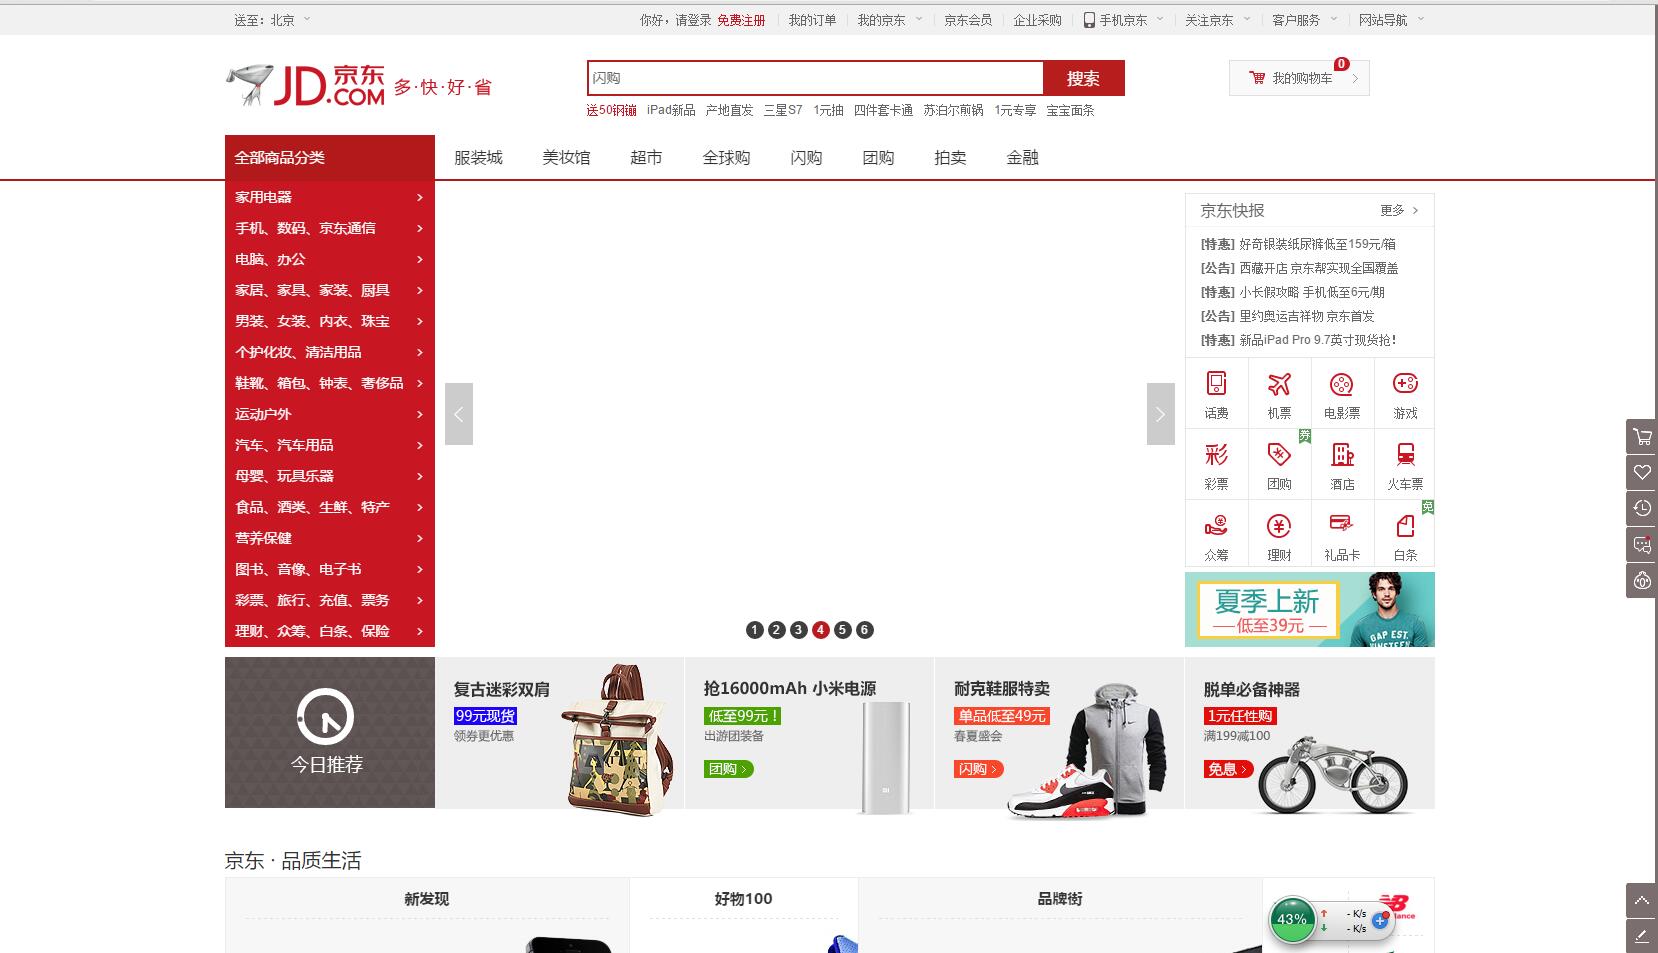 送至：北京
你好，请登录 免费注册 我的订单 我的京东 京东会员 企业采购 手机京东 关注京东 客户服务 网站导航
JD.COM 京东 多·快·好·省
闪购
搜索
0
我的购物车
送50钢镚 iPad新品 产地直发 三星S7 1元抽 四件套卡通 苏泊尔煎锅 1元专享 宝宝面条
全部商品分类 服装城 美妆馆 超市 全球购 闪购 团购 拍卖 金融
家用电器
手机、数码、京东通信
电脑、办公
家居、家具、家装、厨具
男装、女装、内衣、珠宝
个护化妆、清洁用品
鞋靴、箱包、钟表、奢侈品
运动户外
汽车、汽车用品
母婴、玩具乐器
食品、酒类、生鲜、特产
营养保健
图书、音像、电子书
彩票、旅行、充值、票务
理财、众筹、白条、保险
1 2 3 4 5 6
京东快报 更多
[特惠] 好奇银装纸尿裤低至159元/箱
[公告] 西藏开店 京东帮实现全国覆盖
[特惠] 小长假攻略 手机低至6元/期
[公告] 里约奥运吉祥物 京东首发
[特惠] 新品iPad Pro 9.7英寸现货抢！
话费 机票 电影票 游戏
券
彩
彩票 团购 酒店 火车票
免
众筹 理财 礼品卡 白条
夏季上新
低至39元
GAP EST.
今日推荐
复古迷彩双肩
99元现货
领券更优惠
抢16000mAh 小米电源
低至99元！
出游团装备
团购
耐克鞋服特卖
单品低至49元
春夏盛会
闪购
脱单必备神器
1元任性购
满199减100
免息
京东·品质生活
新发现 好物100 品牌街
43%
- K/s
- K/s